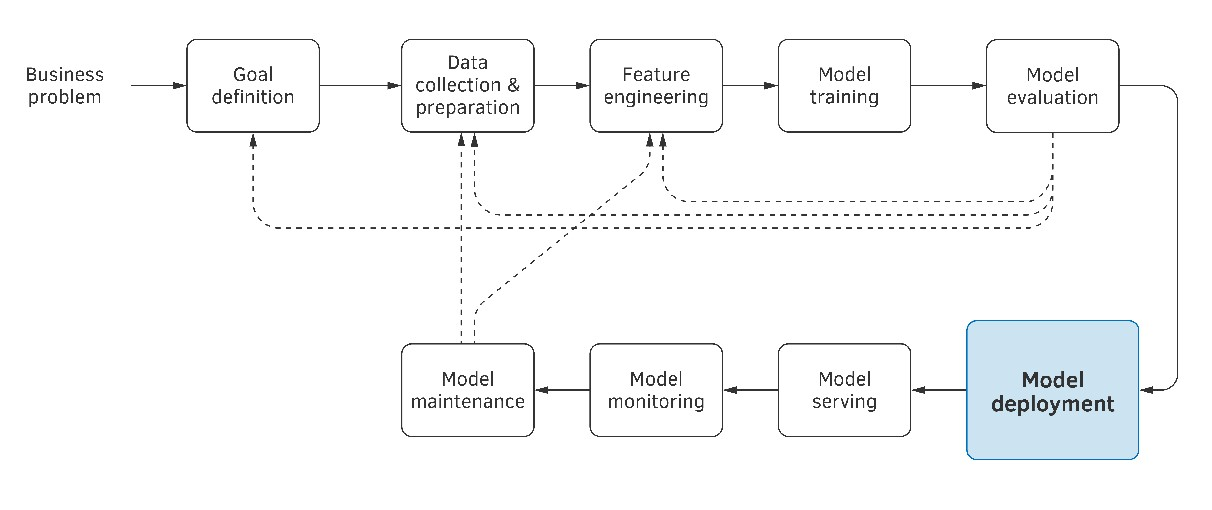 Business
problem
Goal
definition
Data
collection &
preparation
Feature
engineering
Model
training
Model
evaluation
Model
maintenance
Model
monitoring
Model
serving
Model
deployment